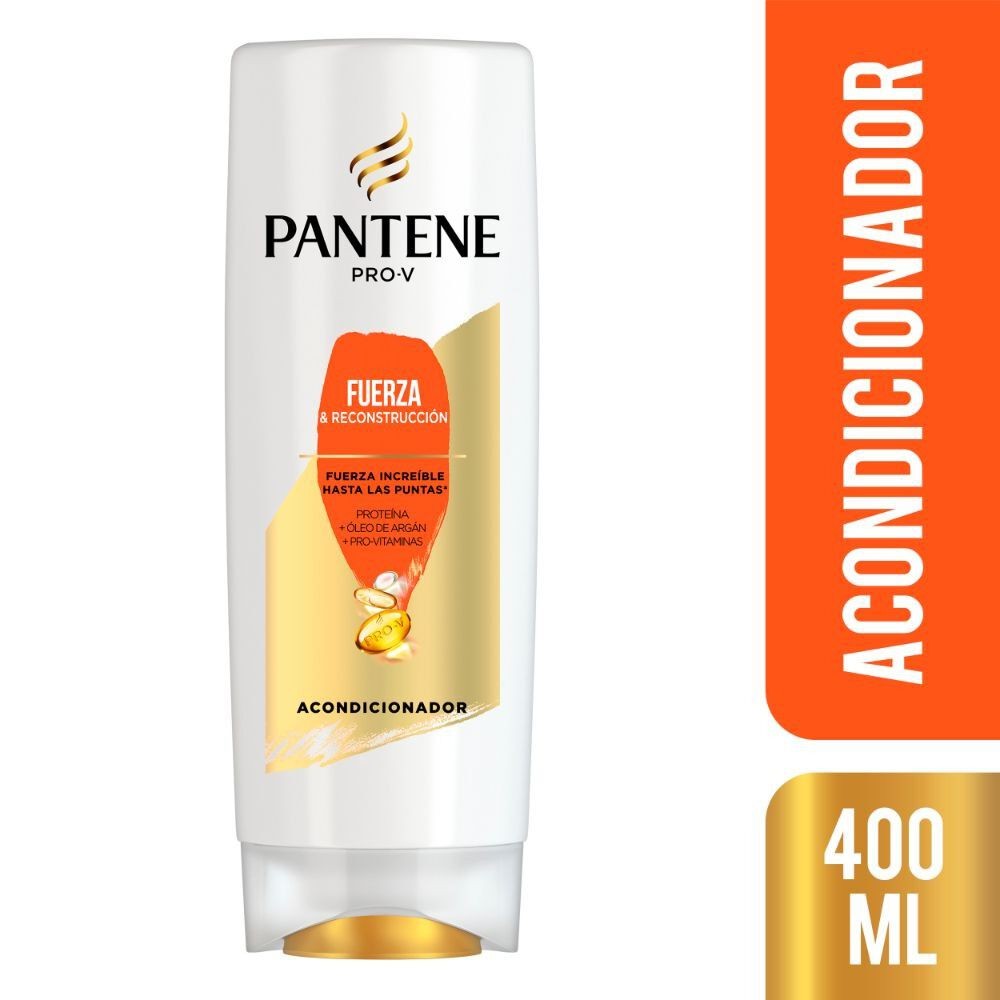 PANTENE
PRO-V
FUERZA
& RECONSTRUCCIÓN
FUERZA INCREÍBLE
HASTA LAS PUNTAS*
PROTEÍNA
+ ÓLEO DE ARGÁN
+ PRO-VITAMINAS
PRO-V
ACONDICIONADOR
ACONDICIONADOR
400
ML